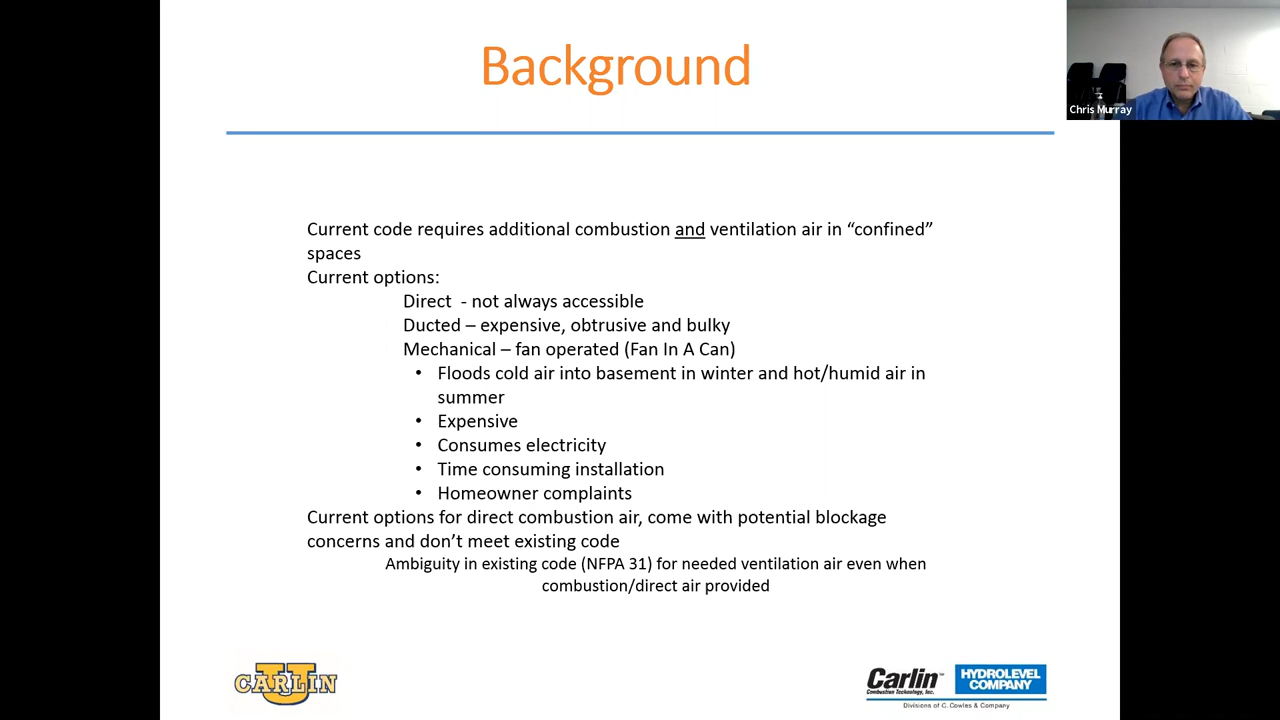 Background
Chris Murray
Current code requires additional combustion and ventilation air in “confined”
spaces
Current options:
Direct - not always accessible
Ducted – expensive, obtrusive and bulky
Mechanical – fan operated (Fan In A Can)
• Floods cold air into basement in winter and hot/humid air in
summer
• Expensive
• Consumes electricity
• Time consuming installation
• Homeowner complaints
Current options for direct combustion air, come with potential blockage
concerns and don’t meet existing code
Ambiguity in existing code (NFPA 31) for needed ventilation air even when
combustion/direct air provided
U
CARLIN
Carlin™
Combustion Technology, Inc.
HYDROLEVEL
COMPANY
Divisions of C. Cowles & Company